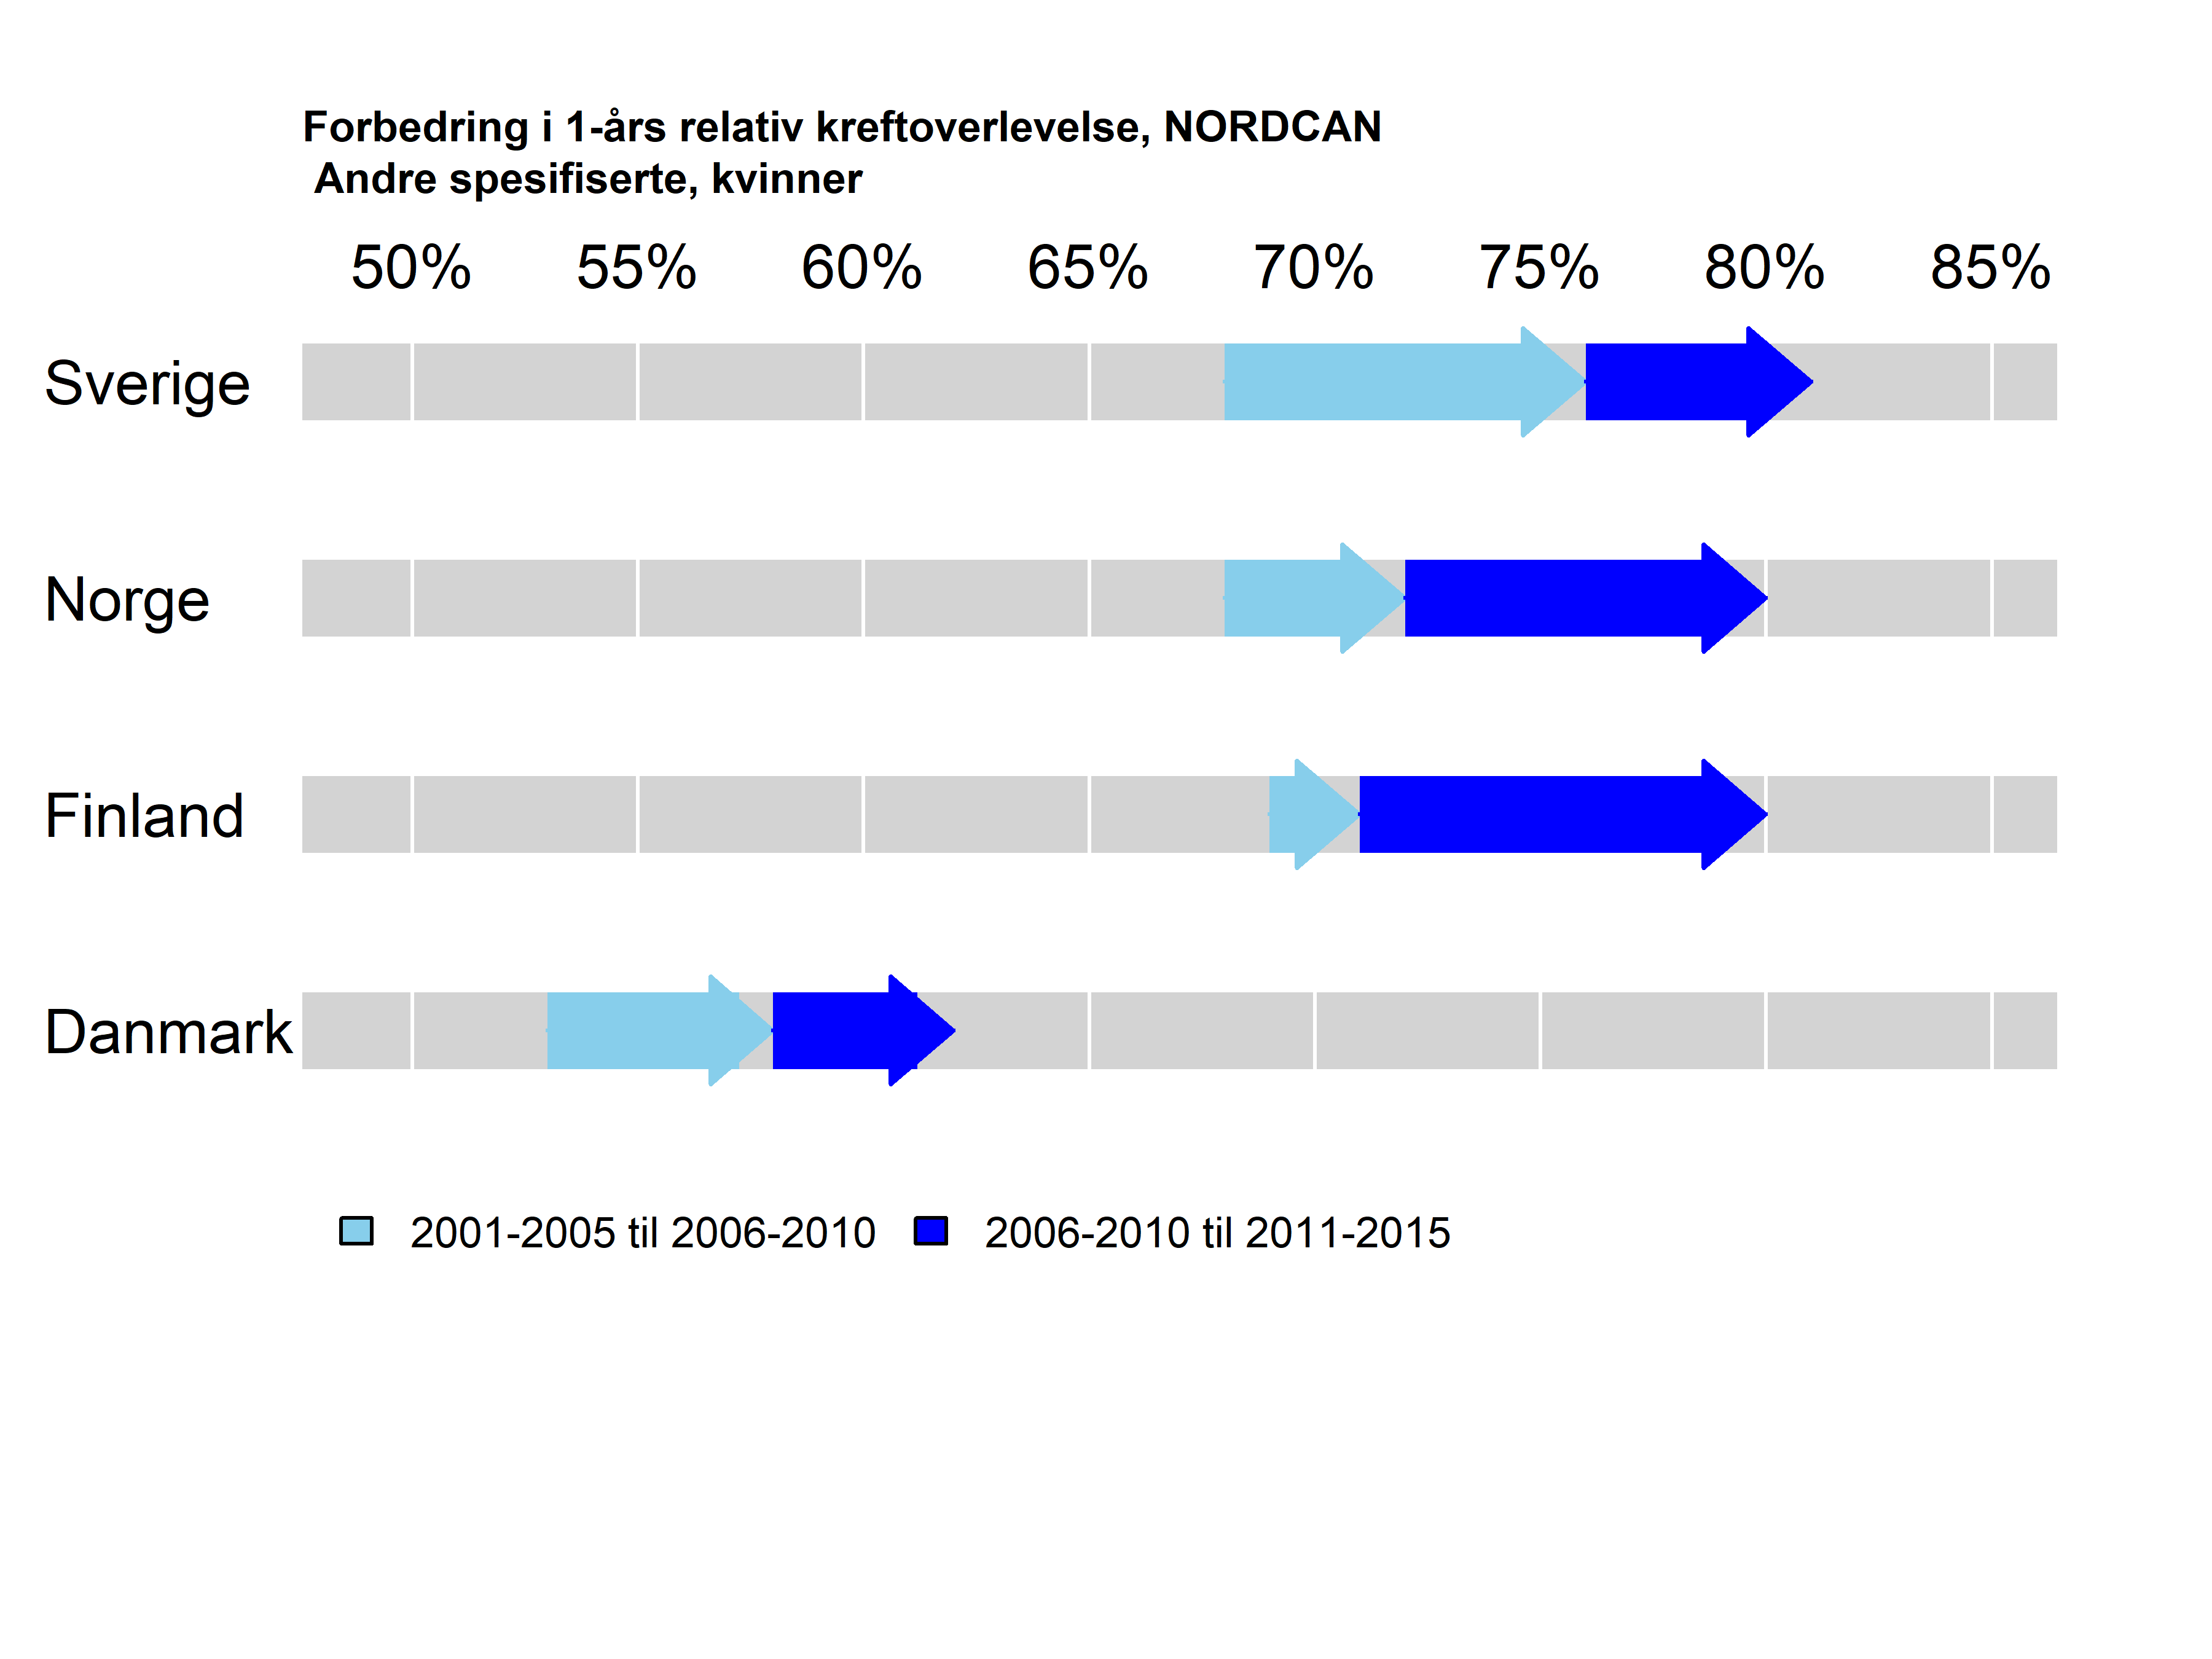 Forbedring i 1-års relativ kreftoverlevelse, NORDCAN
Andre spesifiserte, kvinner
50% 55% 60% 65% 70% 75% 80% 85%
Sverige
Norge
Finland
Danmark
2001-2005 til 2006-2010 2006-2010 til 2011-2015